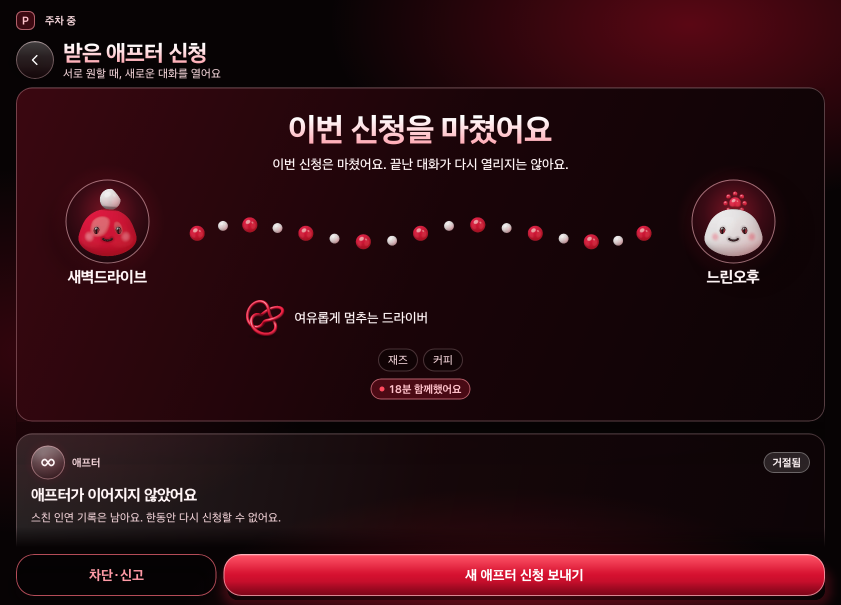 P 주차 중
받은 애프터 신청
서로 원할 때, 새로운 대화를 열어요
이번 신청을 마쳤어요
이번 신청은 마쳤어요. 끝난 대화가 다시 열리지는 않아요.
새벽드라이브
느린오후
여유롭게 멈추는 드라이버
재즈
커피
18분 함께했어요
애프터
거절됨
애프터가 이어지지 않았어요
스친 인연 기록은 남아요. 한동안 다시 신청할 수 없어요.
차단·신고
새 애프터 신청 보내기